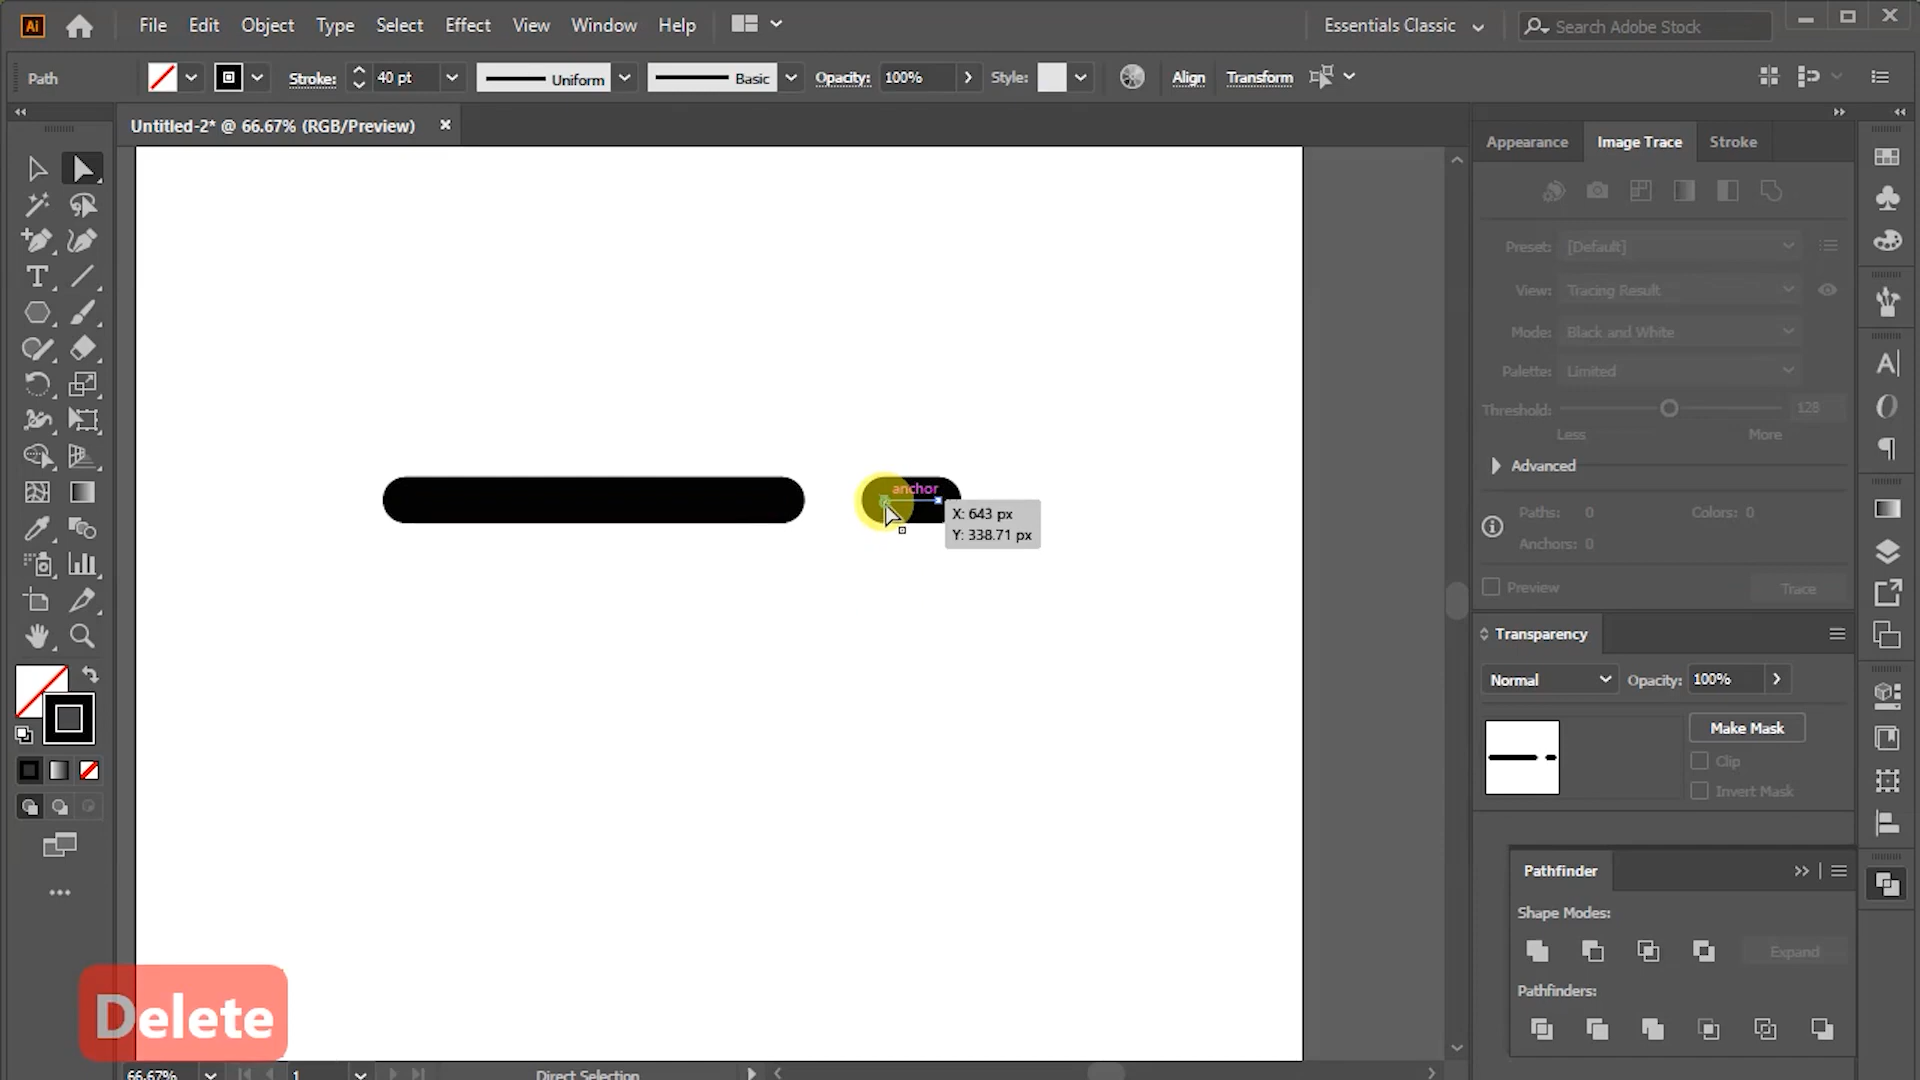 Ai File Edit Object Type Select Effect View Window Help Essentials Classic Search Adobe Stock
Path Stroke: 40 pt Uniform Basic Opacity: 100% Style: Align Transform
Untitled-2* @ 66.67% (RGB/Preview)
Appearance Image Trace Stroke
Preset: [Default]
View: Tracing Result
Mode: Black and White
Palette: Limited
Threshold: 128
Less More
Advanced
anchor
X: 643 px
Y: 338.71 px
Paths: 0 Colors: 0
Anchors: 0
Preview Trace
Transparency
Normal Opacity: 100%
Make Mask
Clip
Invert Mask
Pathfinder
Shape Modes:
Expand
Pathfinders:
Delete
66.67% 1 Direct Selection